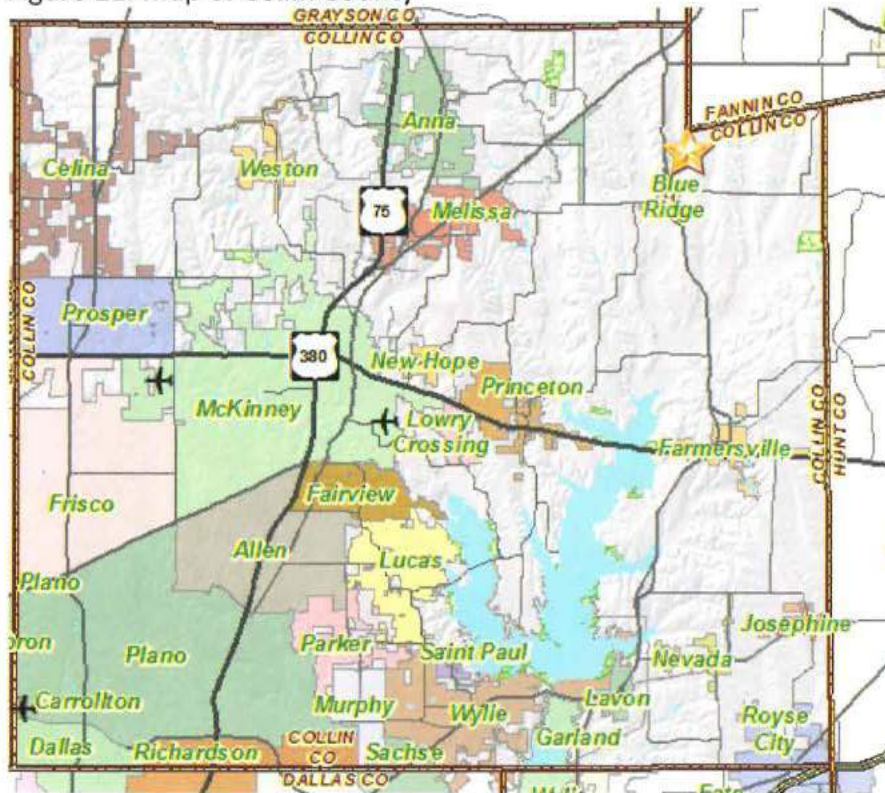 GRAYSON CO
COLLIN CO
FANNIN CO
COLLIN CO
Anna
Celina
Weston
Blue
Ridge
75
Melissa
COLLIN CO
Prosper
380
New Hope
Princeton
McKinney
Lowry
Crossing
COLLIN CO
HUNT CO
Farmersville
Fairview
Frisco
Allen
Lucas
Plano
Josephine
Parker
Saint Paul
Nevada
Plano
Carrollton
Murphy
Wylie
Lavon
Royse
City
Garland
Dallas
Richardson
COLLIN
CO
Sachse
DALLAS CO